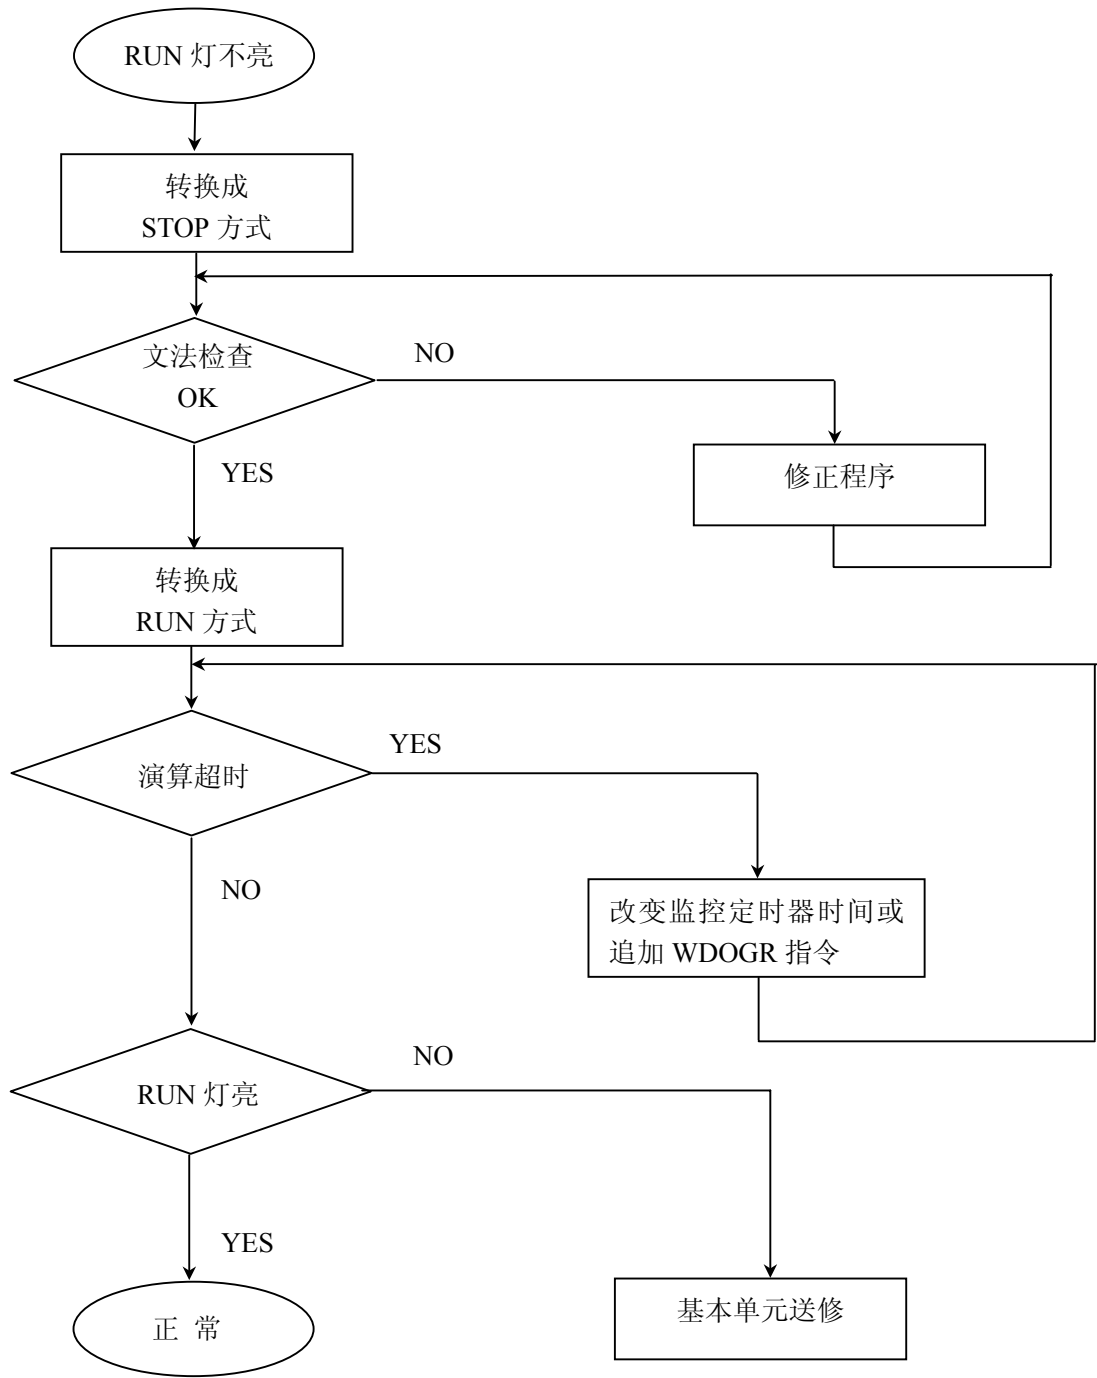 RUN 灯不亮
转换成
STOP 方式
文法检查
OK
NO
YES
修正程序
转换成
RUN 方式
演算超时
YES
NO
改变监控定时器时间或
追加 WDOGR 指令
RUN 灯亮
NO
YES
正 常
基本单元送修